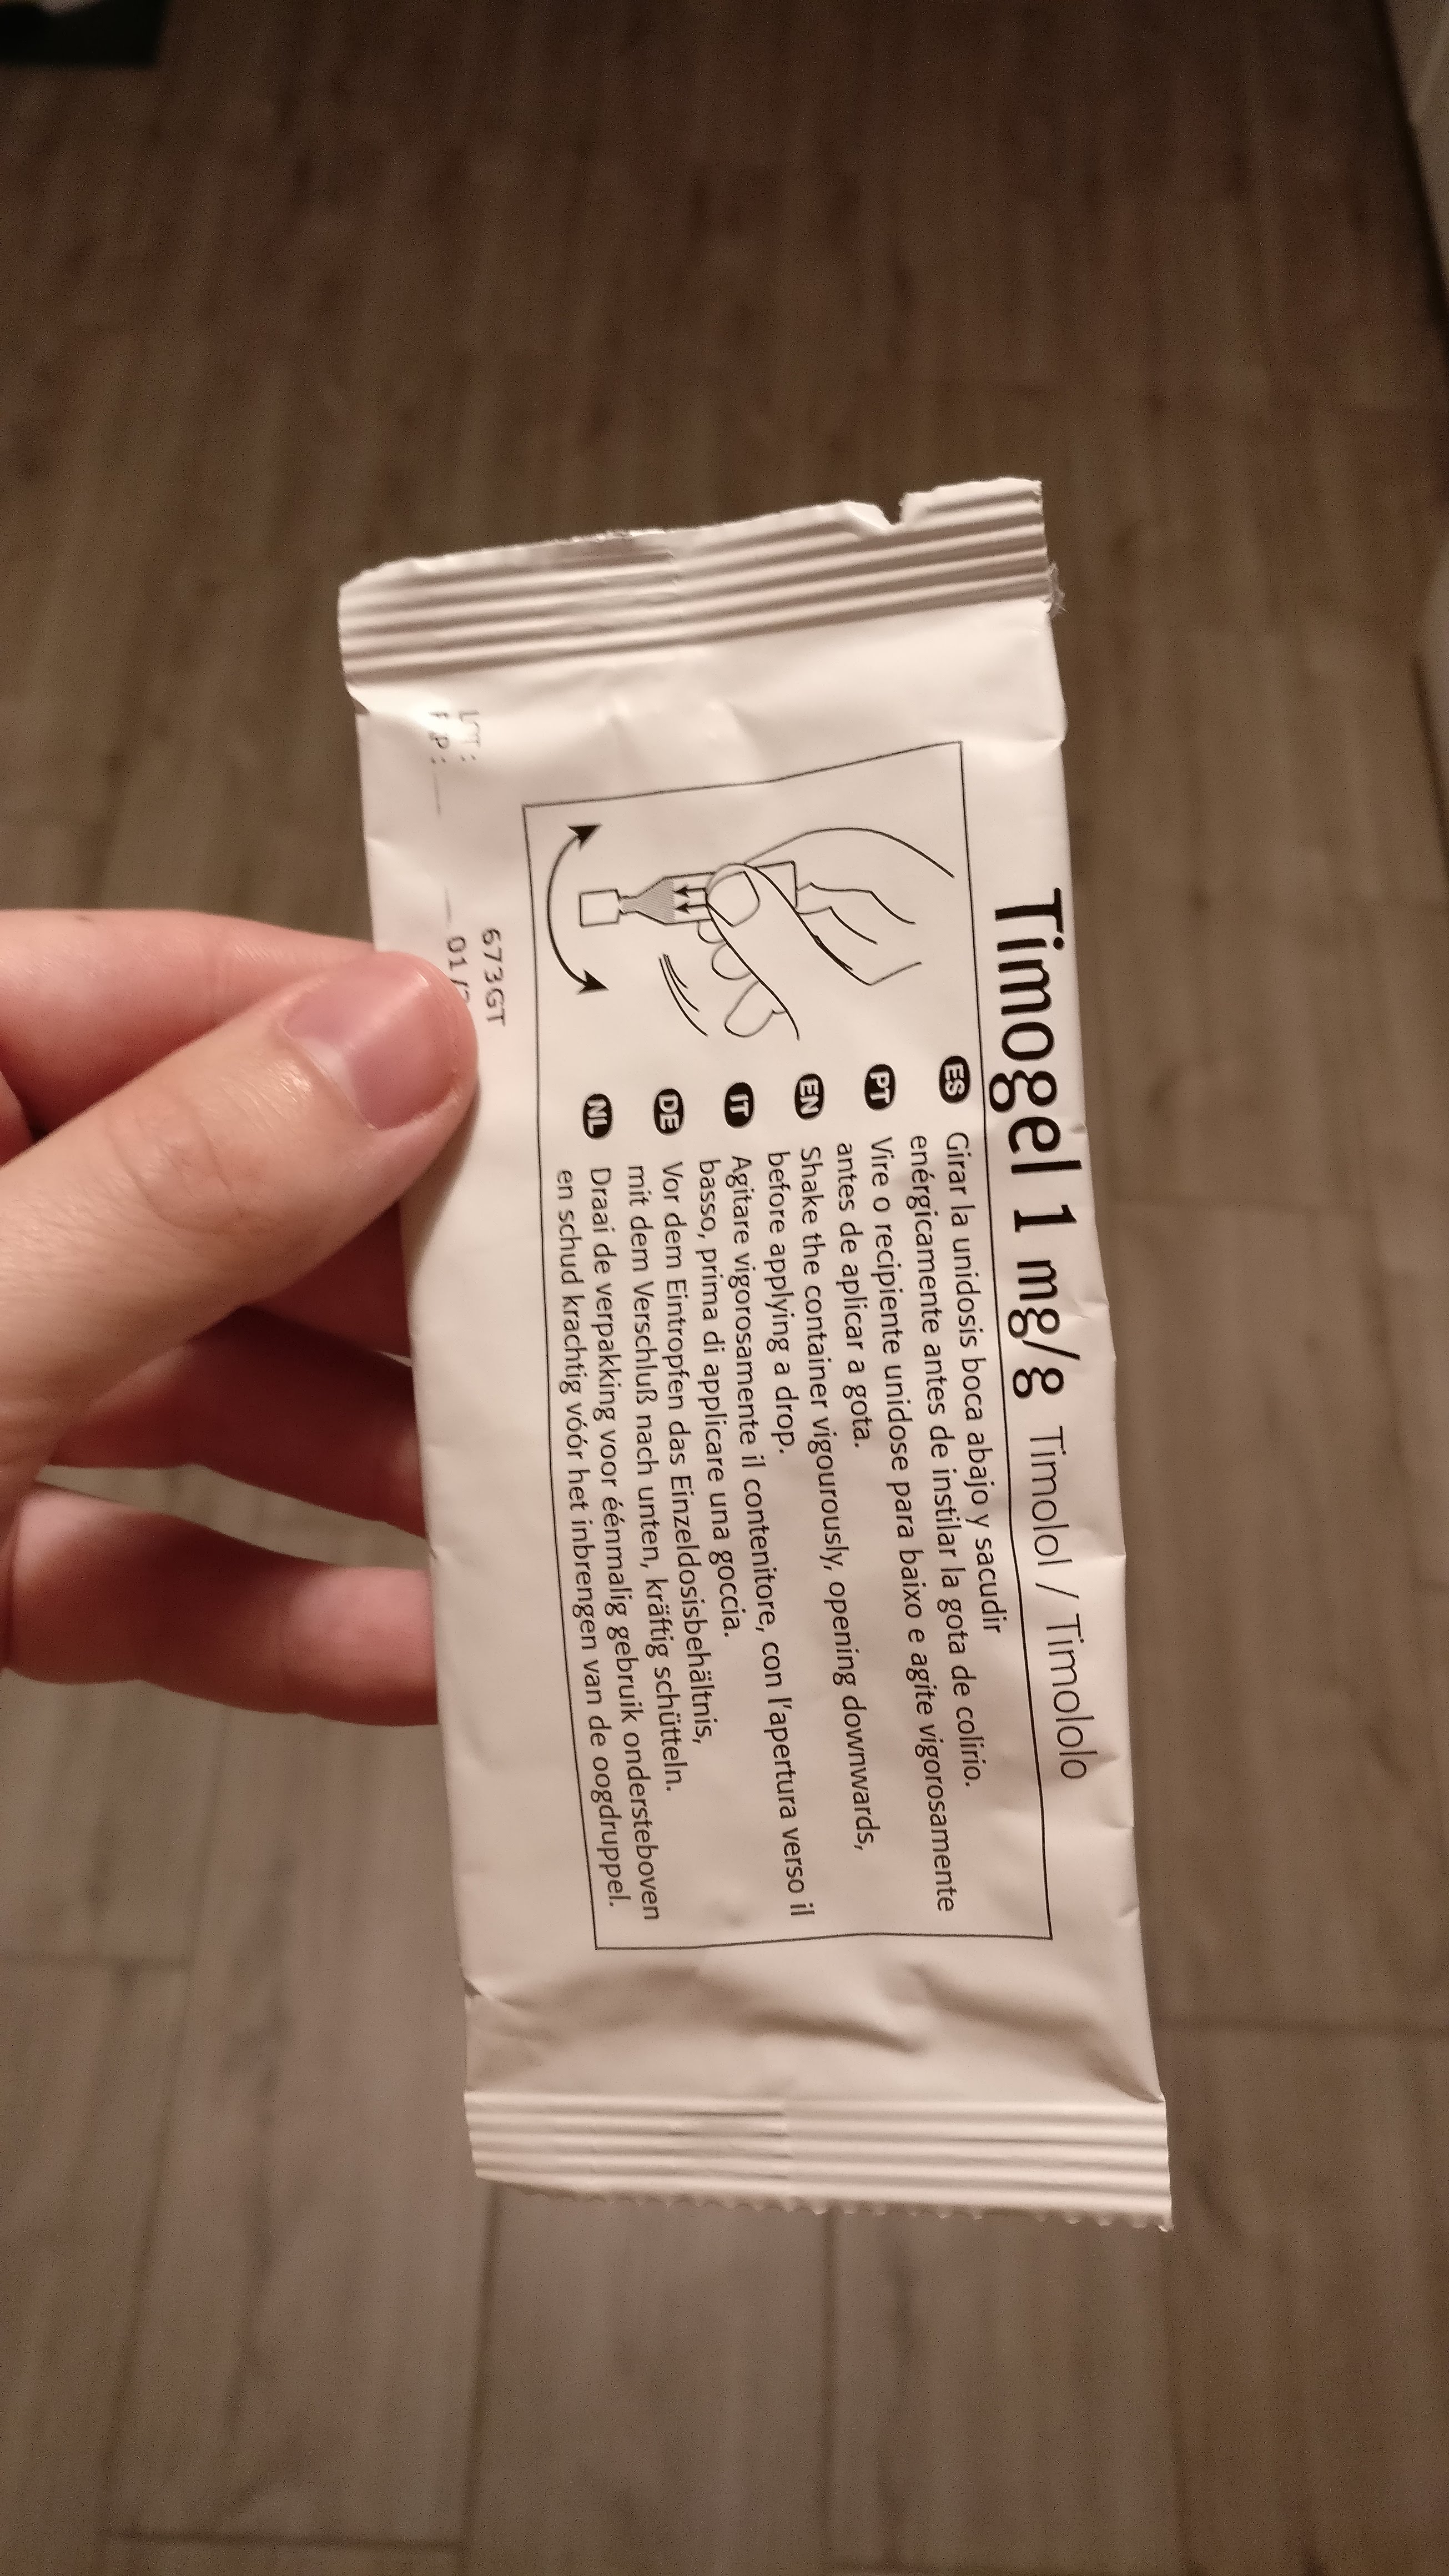 Timogel 1 mg/g Timolol / Timololo
ES Girar la unidosis boca abajo y sacudir
enérgicamente antes de instilar la gota de colirio.
PT Vire o recipiente unidose para baixo e agite vigorosamente
antes de aplicar a gota.
EN Shake the container vigourously, opening downwards,
before applying a drop.
IT Agitare vigorosamente il contenitore, con l'apertura verso il
basso, prima di applicare una goccia.
DE Vor dem Eintropfen das Einzeldosisbehältnis,
mit dem Verschluß nach unten, kräftig schütteln.
NL Draai de verpakking voor éénmalig gebruik ondersteboven
en schud krachtig vóór het inbrengen van de oogdruppel.
673GT
01/